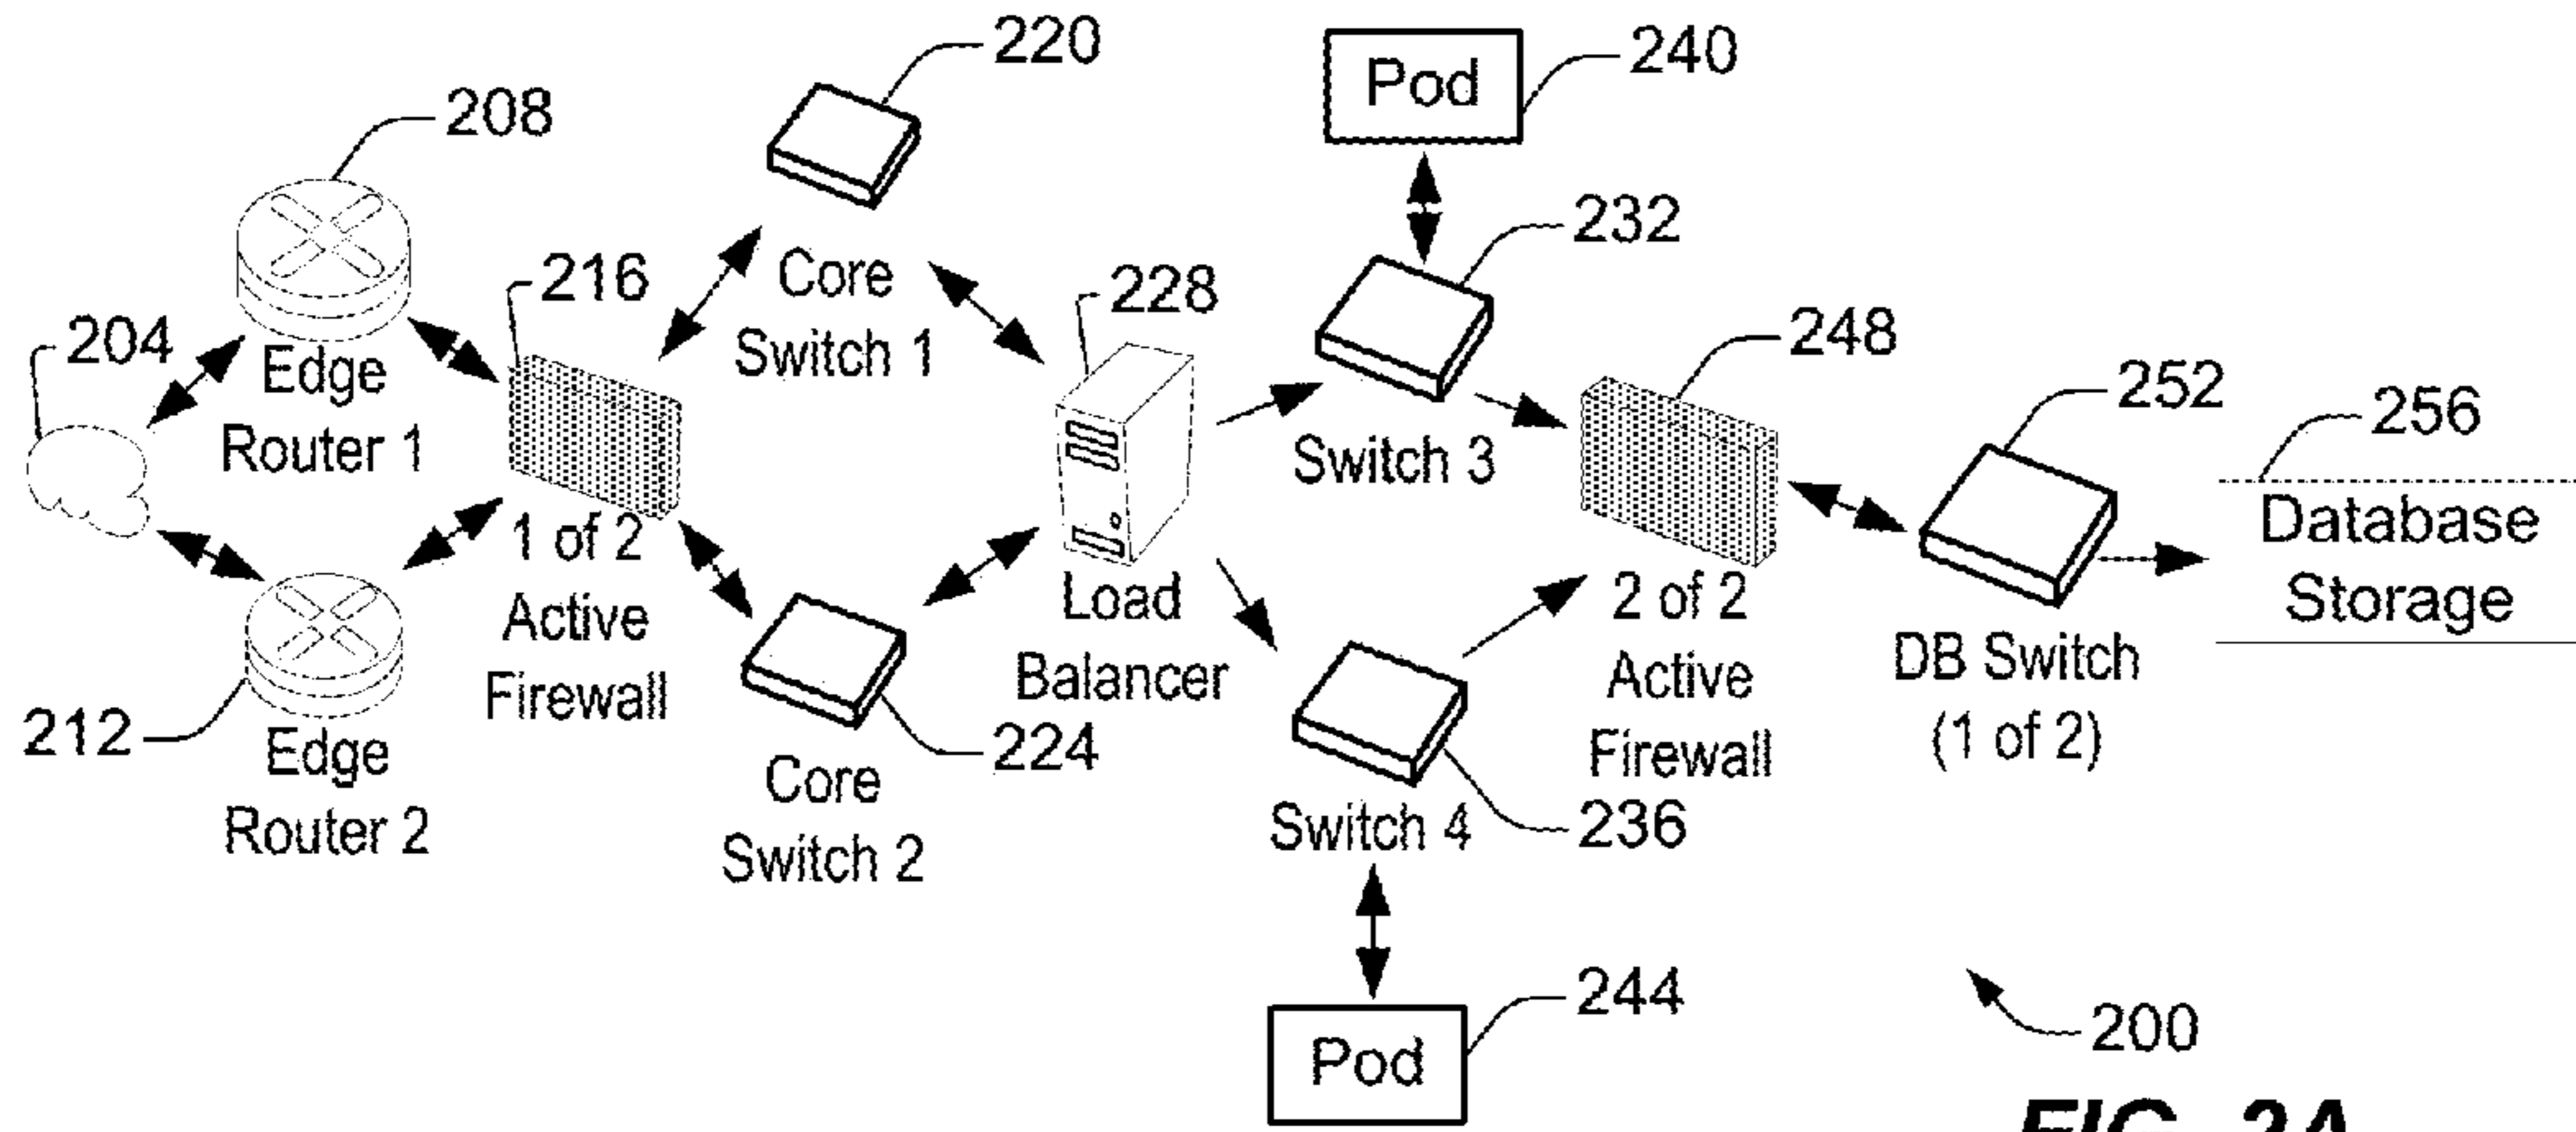 220
240
Pod
208
232
216
Core
Switch 1
228
248
204
Edge
Router 1
252
256
Switch 3
Database
Storage
1 of 2
Active
Firewall
Load
Balancer
2 of 2
Active
Firewall
DB Switch
(1 of 2)
212
Edge
Router 2
224
Core
Switch 2
Switch 4
236
244
Pod
200
FIG. 2A